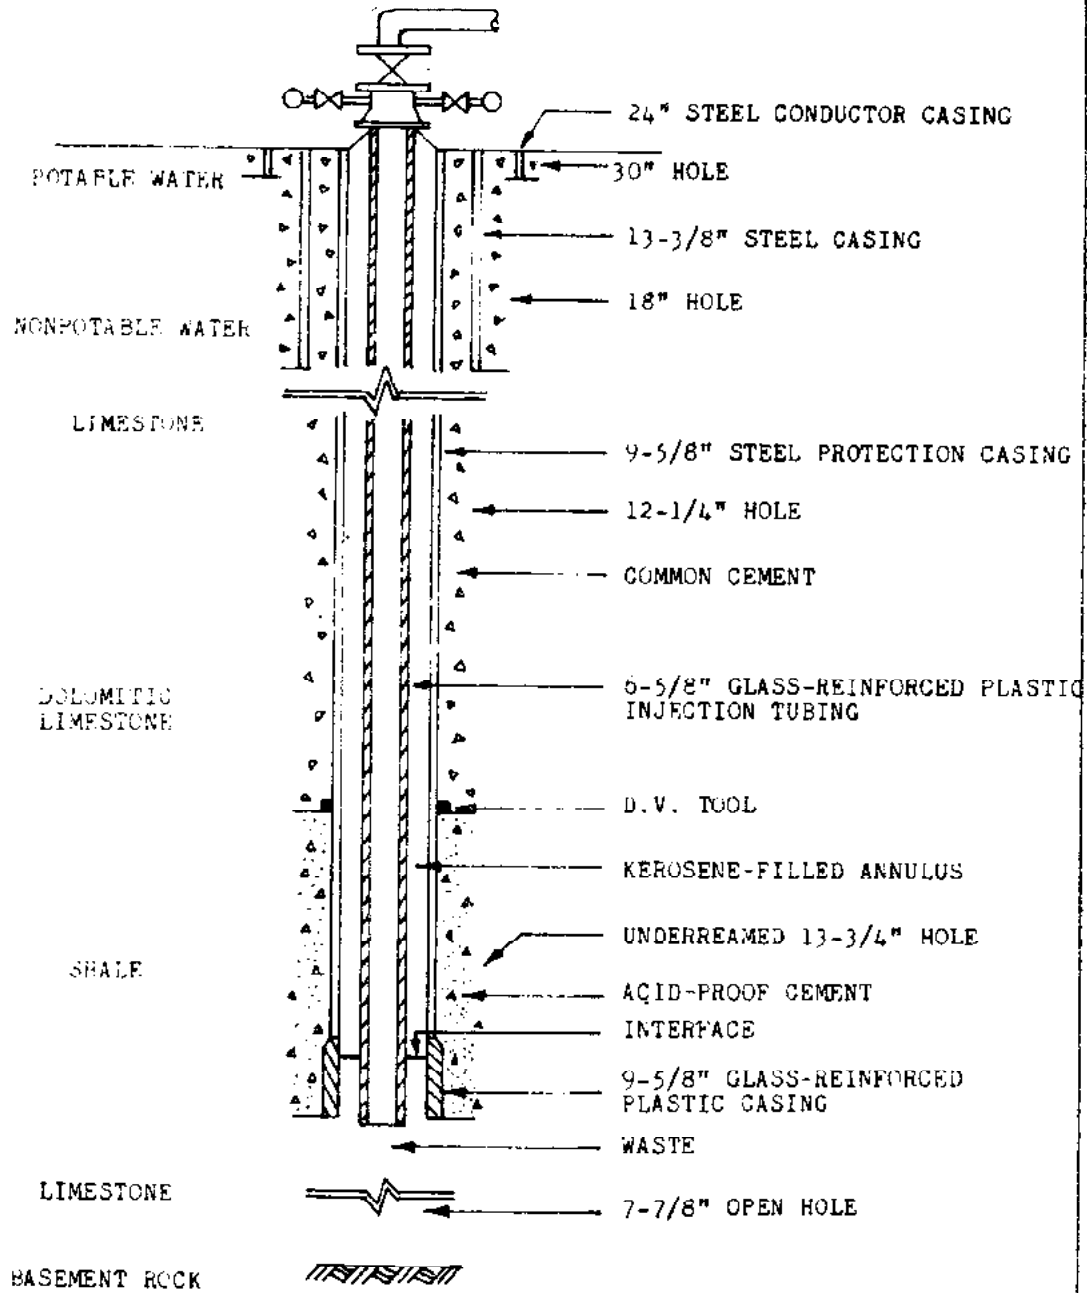 24" STEEL CONDUCTOR CASING
30" HOLE
POTABLE WATER
13-3/8" STEEL CASING
18" HOLE
NONPOTABLE WATER
LIMESTONE
9-5/8" STEEL PROTECTION CASING
12-1/4" HOLE
COMMON CEMENT
6-5/8" GLASS-REINFORCED PLASTIC
INJECTION TUBING
DOLOMITIC
LIMESTONE
D.V. TOOL
KEROSENE-FILLED ANNULUS
UNDERREAMED 13-3/4" HOLE
SHALE
ACID-PROOF CEMENT
INTERFACE
9-5/8" GLASS-REINFORCED
PLASTIC CASING
WASTE
LIMESTONE
7-7/8" OPEN HOLE
BASEMENT ROCK